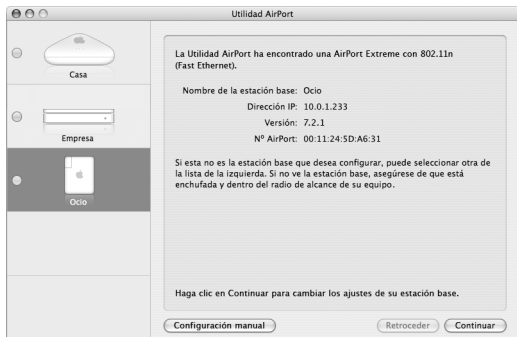 Utilidad AirPort
Casa
Empresa
Ocio
La Utilidad AirPort ha encontrado una AirPort Extreme con 802.11n
(Fast Ethernet).
Nombre de la estación base: Ocio
Dirección IP: 10.0.1.233
Versión: 7.2.1
Nº AirPort: 00:11:24:5D:A6:31
Si esta no es la estación base que desea configurar, puede seleccionar otra de
la lista de la izquierda. Si no ve la estación base, asegúrese de que está
enchufada y dentro del radio de alcance de su equipo.
Haga clic en Continuar para cambiar los ajustes de su estación base.
Configuración manual
Retroceder
Continuar